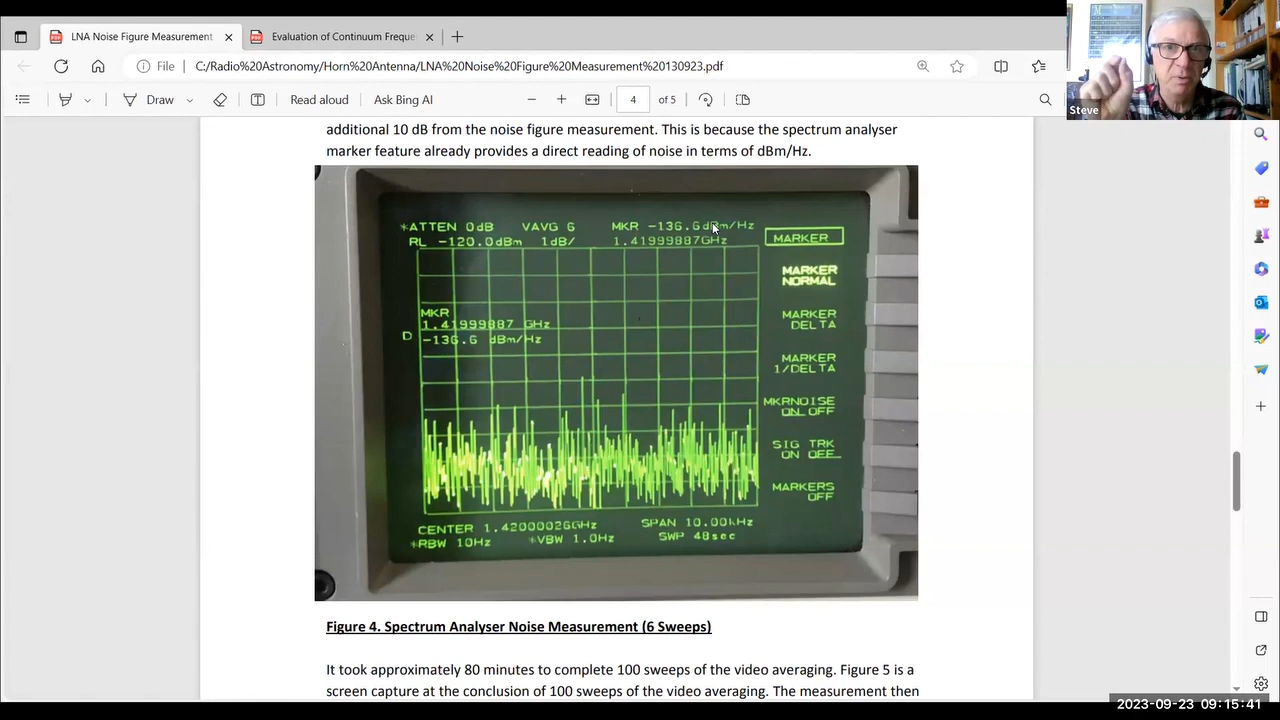 LNA Noise Figure Measurement
Evaluation of Continuum Frequ
File
C:/Radio%20Astronomy/Horn%20Antenna/LNA%20Noise%20Figure%20Measurement%20130923.pdf
Draw
Read aloud
Ask Bing AI
4
of 5
Steve
additional 10 dB from the noise figure measurement. This is because the spectrum analyser
marker feature already provides a direct reading of noise in terms of dBm/Hz.
*ATTEN 0dB VAVG 6 MKR -136.6dBm/Hz
RL -120.0dBm 1dB/ 1.41999887GHz
MARKER
MARKER
NORMAL
MKR
1.41999887 GHz
-136.6 dBm/Hz
D
MARKER
DELTA
MARKER
1/DELTA
MKRNOISE
ON OFF
SIG TRK
ON OFF
MARKERS
OFF
CENTER 1.42000026GHz SPAN 10.00kHz
*RBW 10Hz *VBW 1.0Hz SWP 48sec
Figure 4. Spectrum Analyser Noise Measurement (6 Sweeps)
It took approximately 80 minutes to complete 100 sweeps of the video averaging. Figure 5 is a
screen capture at the conclusion of 100 sweeps of the video averaging. The measurement then
2023-09-23 09:15:41